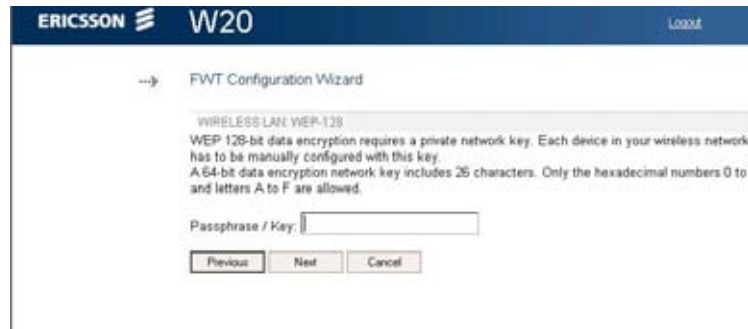 ERICSSON W20 Logout
FWT Configuration Wizard
WIRELESS LAN: WEP-128
WEP 128-bit data encryption requires a private network key. Each device in your wireless network
has to be manually configured with this key.
A 64-bit data encryption network key includes 26 characters. Only the hexadecimal numbers 0 to
and letters A to F are allowed.
Passphrase / Key:
Previous Next Cancel